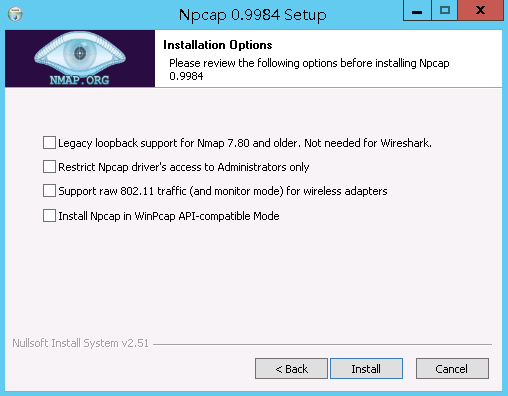 Npcap 0.9984 Setup
Installation Options
Please review the following options before installing Npcap
0.9984
NMAP.ORG
Legacy loopback support for Nmap 7.80 and older. Not needed for Wireshark.
Restrict Npcap driver's access to Administrators only
Support raw 802.11 traffic (and monitor mode) for wireless adapters
Install Npcap in WinPcap API-compatible Mode
Nullsoft Install System v2.51
< Back
Install
Cancel